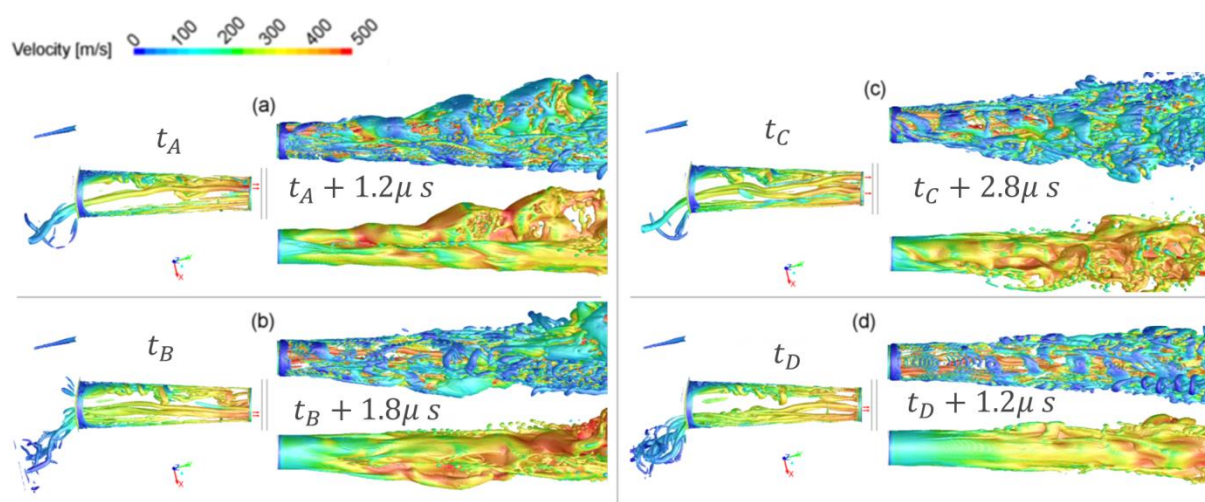 Velocity [m/s] 0 100 200 300 400 500
(a)
t_A
t_A + 1.2μ s
(c)
t_C
t_C + 2.8μ s
(b)
t_B
t_B + 1.8μ s
(d)
t_D
t_D + 1.2μ s